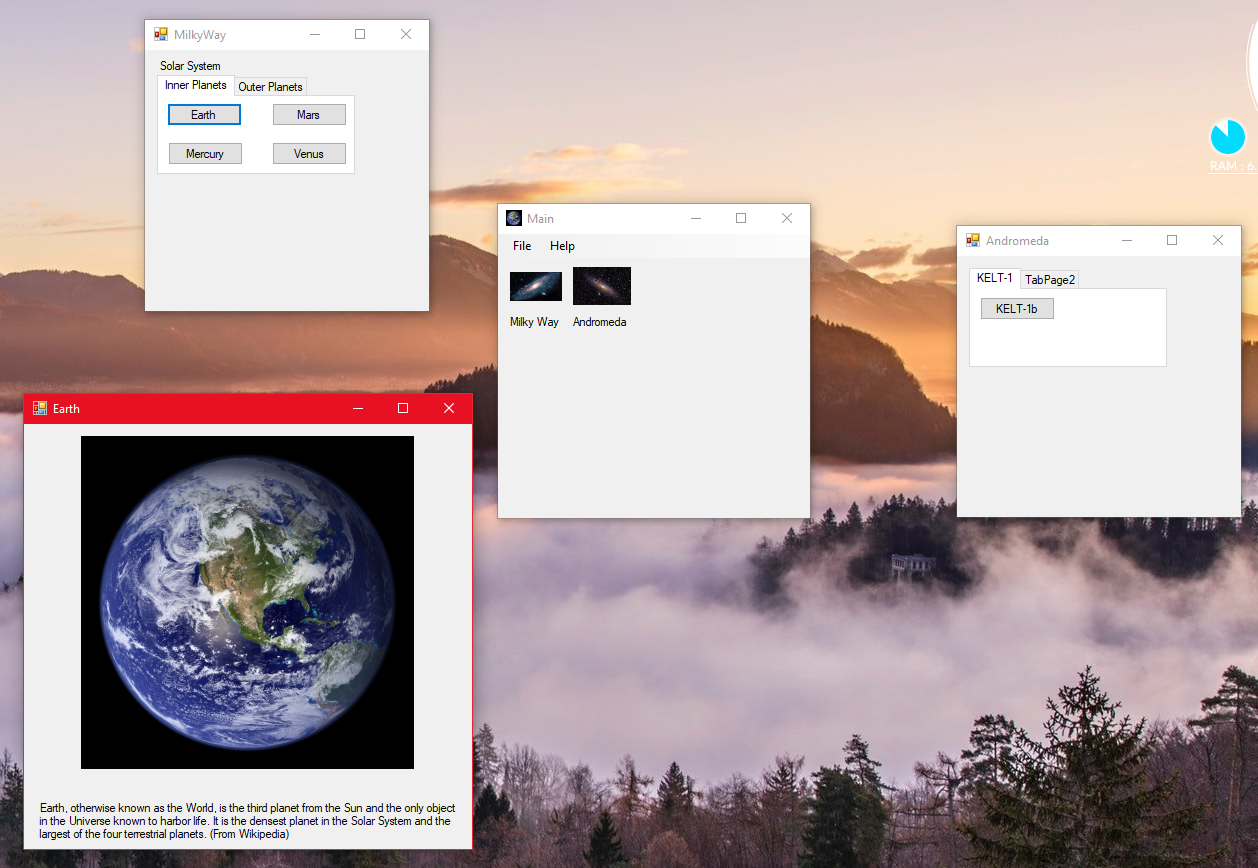 MilkyWay
Solar System
Inner Planets Outer Planets
Earth Mars
Mercury Venus
RAM : 6.
Main
File Help
Milky Way Andromeda
Andromeda
KELT-1 TabPage2
KELT-1b
Earth
Earth, otherwise known as the World, is the third planet from the Sun and the only object
in the Universe known to harbor life. It is the densest planet in the Solar System and the
largest of the four terrestrial planets. (From Wikipedia)